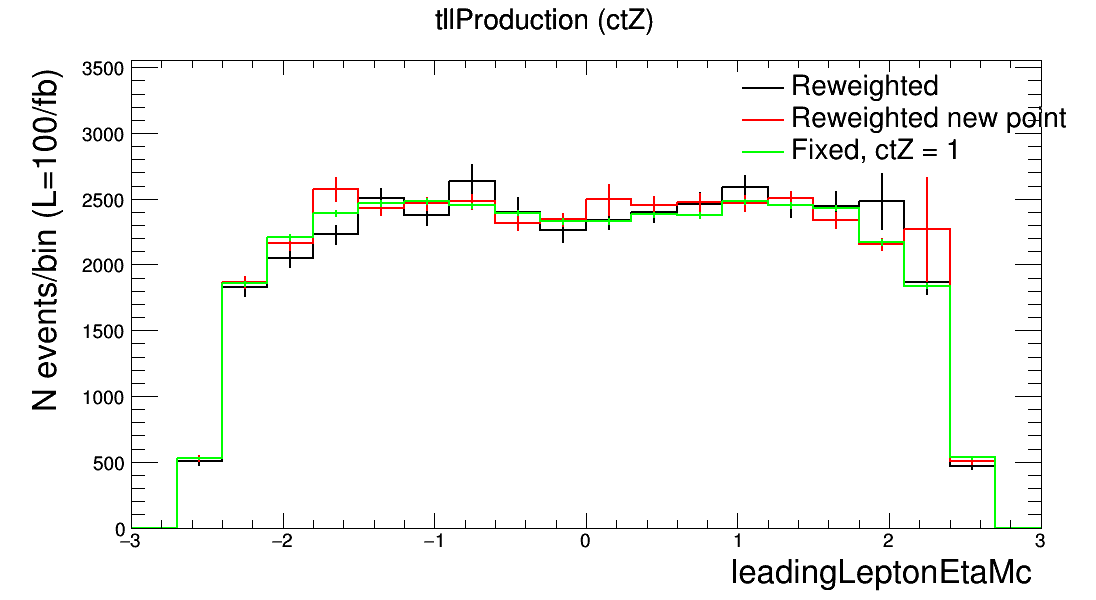 tllProduction (ctZ)
N events/bin (L=100/fb)
3500
3000
2500
2000
1500
1000
500
0
Reweighted
Reweighted new point
Fixed, ctZ = 1
−3 −2 −1 0 1 2 3
leadingLeptonEtaMc